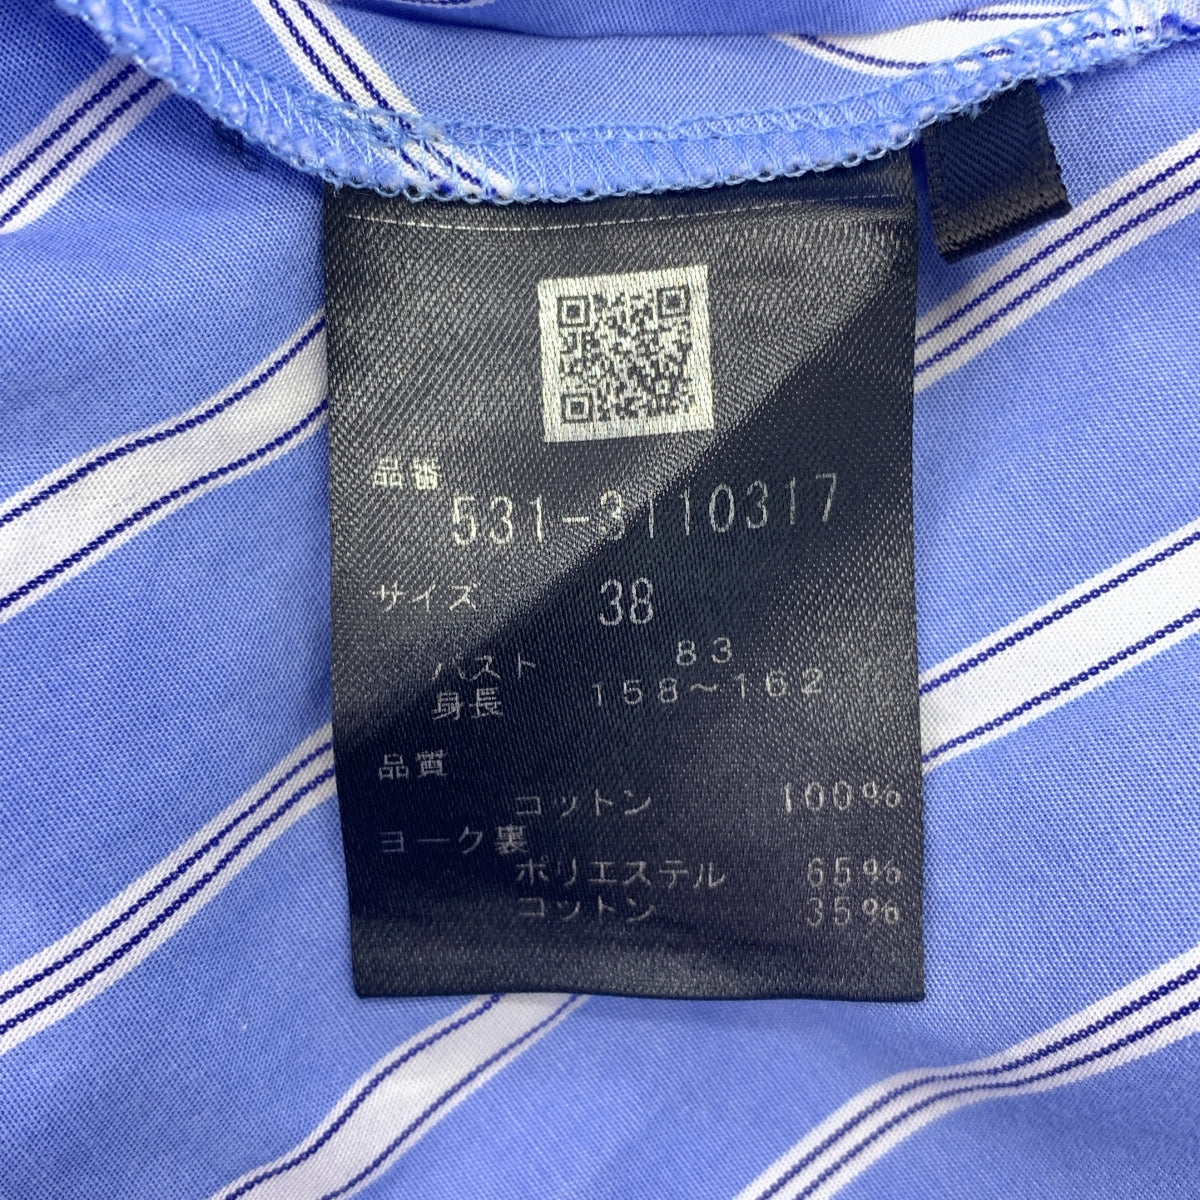 品番
531-3110317
サイズ 38
バスト 83
身長 158～162
品質
コットン 100%
ヨーク裏
ポリエステル 65%
コットン 35%